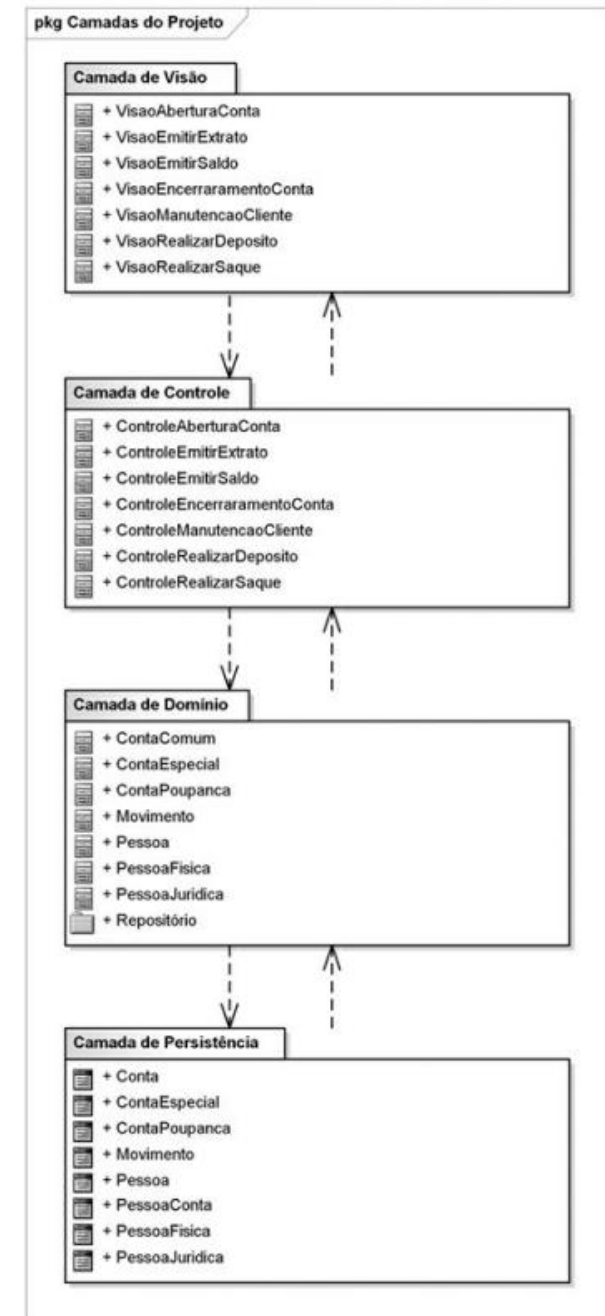 pkg Camadas do Projeto
Camada de Visão
+ VisaoAberturaConta
+ VisaoEmitirExtrato
+ VisaoEmitirSaldo
+ VisaoEncerraramentoConta
+ VisaoManutencaoCliente
+ VisaoRealizarDeposito
+ VisaoRealizarSaque
Camada de Controle
+ ControleAberturaConta
+ ControleEmitirExtrato
+ ControleEmitirSaldo
+ ControleEncerraramentoConta
+ ControleManutencaoCliente
+ ControleRealizarDeposito
+ ControleRealizarSaque
Camada de Domínio
+ ContaComum
+ ContaEspecial
+ ContaPoupanca
+ Movimento
+ Pessoa
+ PessoaFisica
+ PessoaJuridica
+ Repositório
Camada de Persistência
+ Conta
+ ContaEspecial
+ ContaPoupanca
+ Movimento
+ Pessoa
+ PessoaConta
+ PessoaFisica
+ PessoaJuridica